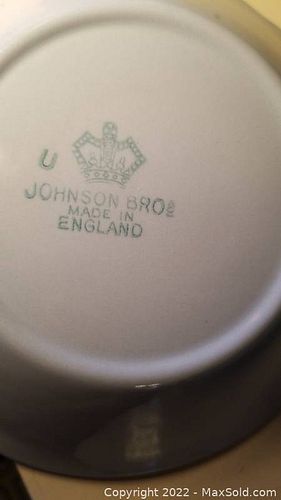 U
JOHNSON BROS
MADE IN
ENGLAND
Copyright © 2022 - MaxSold.com